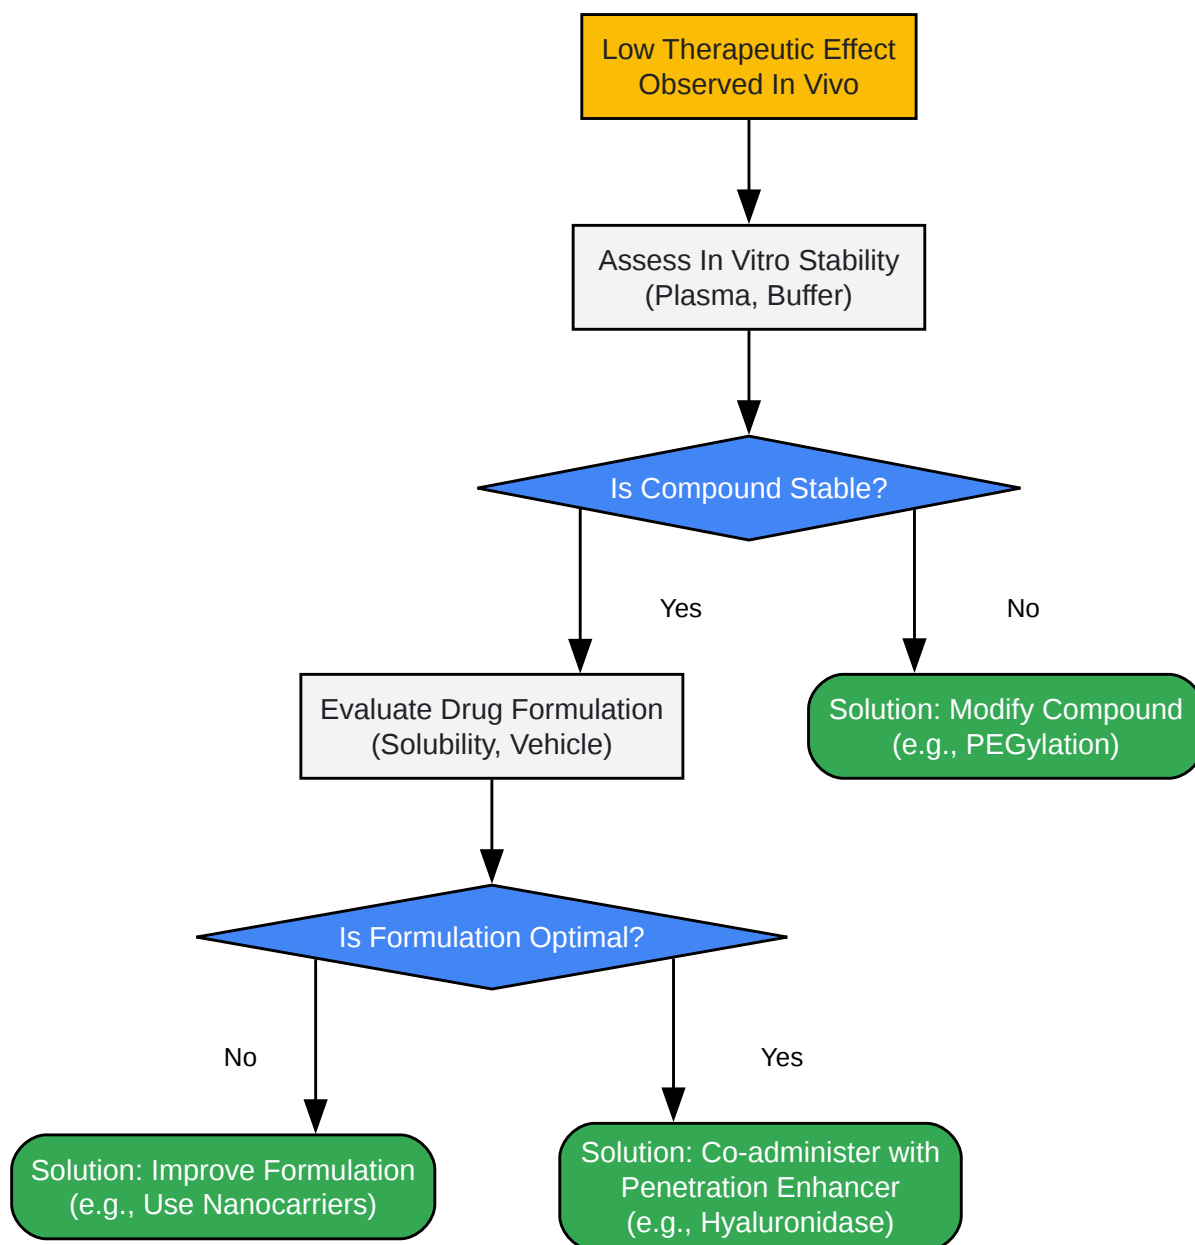 Low Therapeutic Effect
Observed In Vivo
Assess In Vitro Stability
(Plasma, Buffer)
Is Compound Stable?
Yes
No
Evaluate Drug Formulation
(Solubility, Vehicle)
Solution: Modify Compound
(e.g., PEGylation)
Is Formulation Optimal?
No
Yes
Solution: Improve Formulation
(e.g., Use Nanocarriers)
Solution: Co-administer with
Penetration Enhancer
(e.g., Hyaluronidase)